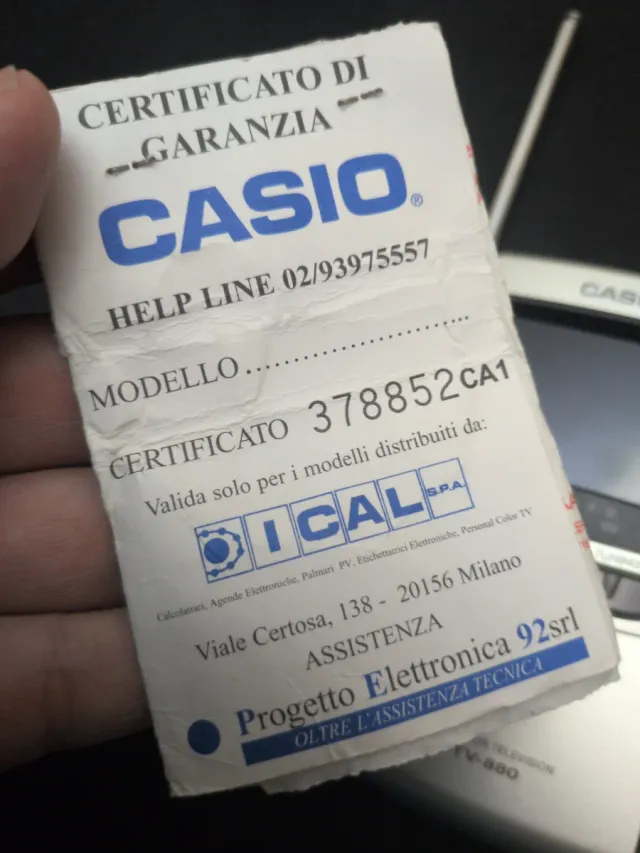 CERTIFICATO DI
GARANZIA
CASIO®
HELP LINE 02/93975557
MODELLO........................
CERTIFICATO 378852CA1
Valida solo per i modelli distribuiti da:
ICAL S.P.A.
Calcolatrici, Agende Elettroniche, Palmari PV, Etichettatrici Elettroniche, Personal Color TV
Viale Certosa, 138 - 20156 Milano
ASSISTENZA
Progetto Elettronica 92srl
OLTRE L'ASSISTENZA TECNICA
CASIO
TELEVISION
TV-880